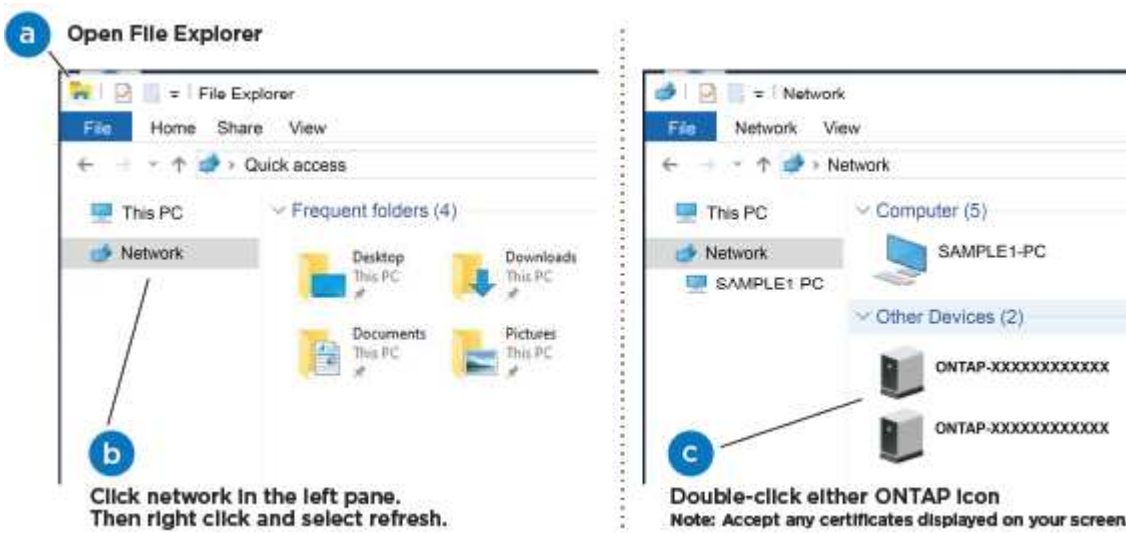 a
Open File Explorer
File Explorer
File Home Share View
Quick access
This PC
Network
Frequent folders (4)
Desktop
This PC
Downloads
This PC
Documents
This PC
Pictures
This PC
b
Click network in the left pane.
Then right click and select refresh.
Network
File Network View
Network
This PC
Network
SAMPLE1 PC
Computer (5)
SAMPLE1-PC
Other Devices (2)
ONTAP-XXXXXXXXXXXX
ONTAP-XXXXXXXXXXXX
c
Double-click either ONTAP icon
Note: Accept any certificates displayed on your screen